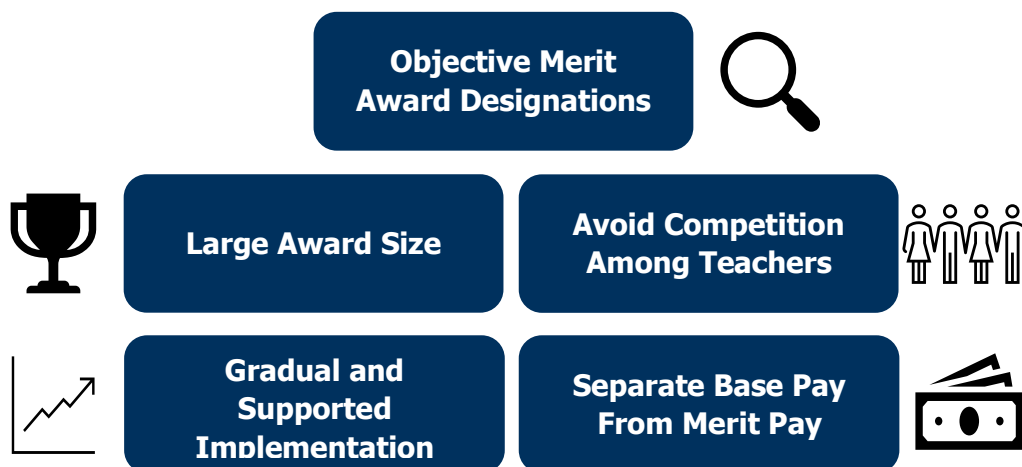 Objective Merit
Award Designations
Large Award Size
Avoid Competition
Among Teachers
Gradual and
Supported
Implementation
Separate Base Pay
From Merit Pay